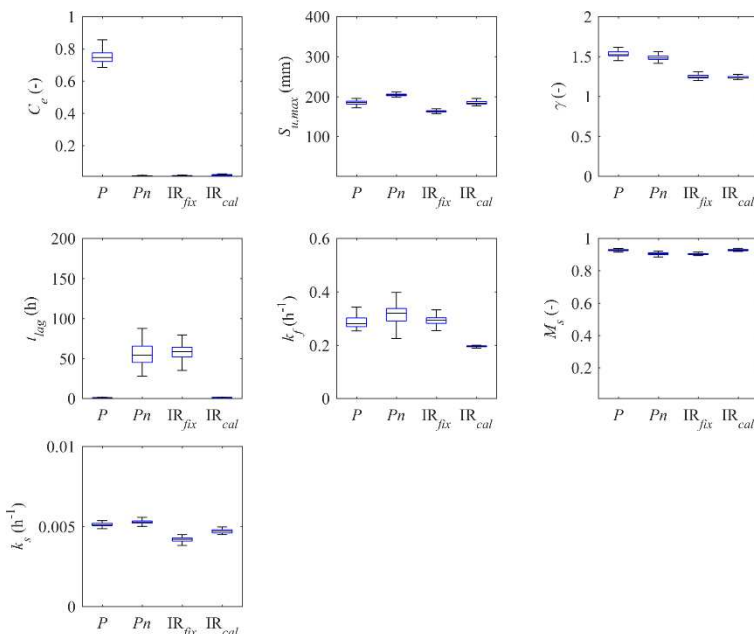 1
0.8
0.6
0.4
0.2
C_e (-)
P Pn IR_fix IR_cal
400
300
200
100
S_u,max (mm)
P Pn IR_fix IR_cal
2
1.5
1
0.5
0
γ (-)
P Pn IR_fix IR_cal
200
150
100
50
0
t_lag (h)
P Pn IR_fix IR_cal
0.6
0.4
0.2
0
k_f (h⁻¹)
P Pn IR_fix IR_cal
1
0.8
0.6
0.4
0.2
M_s (-)
P Pn IR_fix IR_cal
0.01
0.005
0
k_s (h⁻¹)
P Pn IR_fix IR_cal